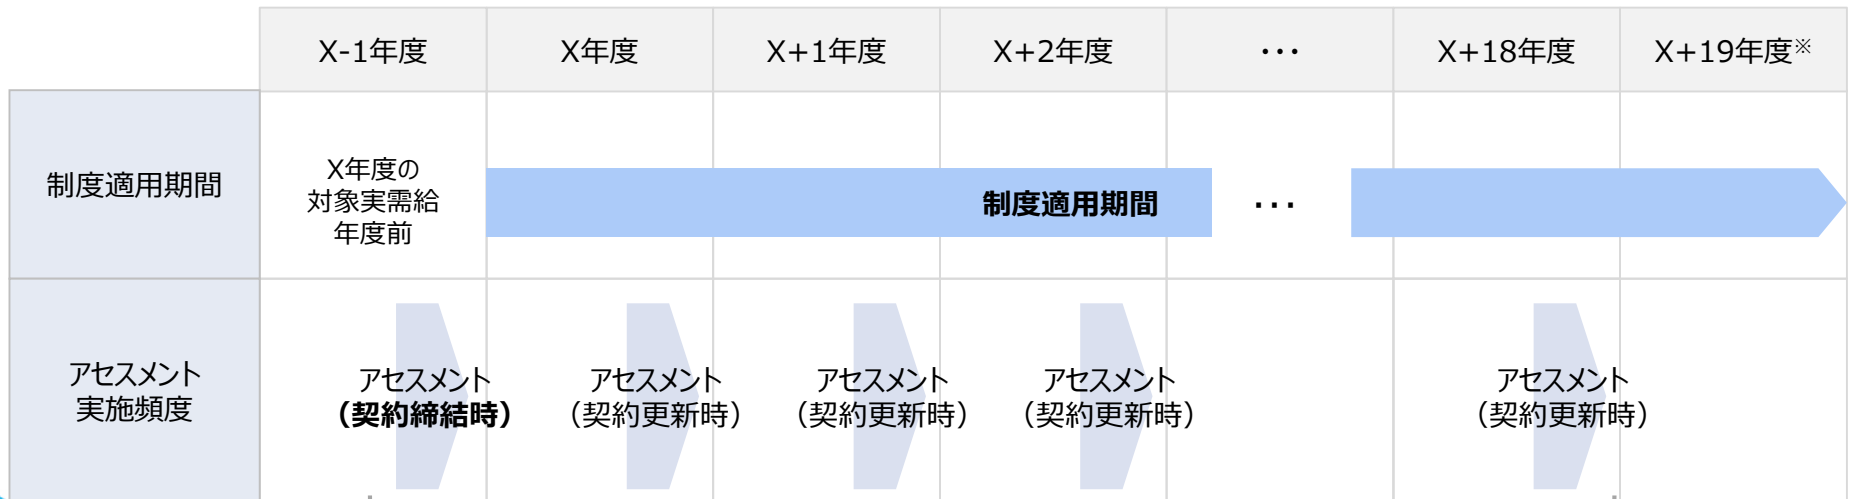 X-1年度
X年度
X+1年度
X+2年度
・・・
X+18年度
X+19年度※
制度適用期間
X年度の
対象実需給
年度前
制度適用期間
・・・
アセスメント
実施頻度
アセスメント
（契約締結時）
アセスメント
（契約更新時）
アセスメント
（契約更新時）
アセスメント
（契約更新時）
アセスメント
（契約更新時）